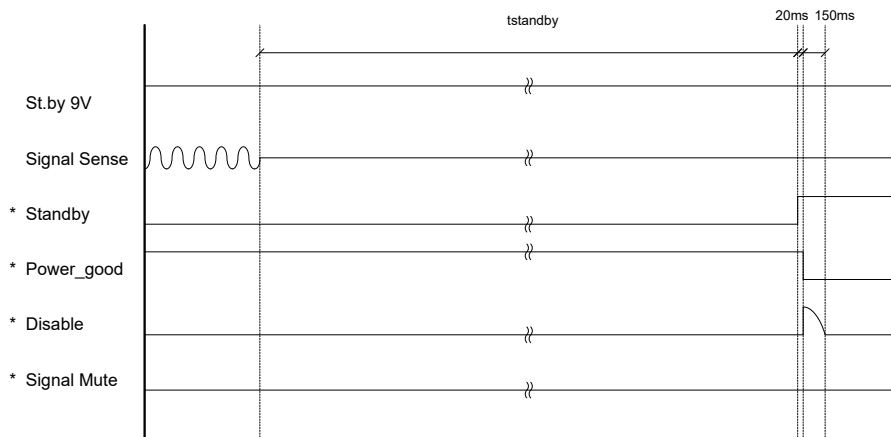 tstandby
20ms 150ms
St.by 9V
Signal Sense
* Standby
* Power_good
* Disable
* Signal Mute